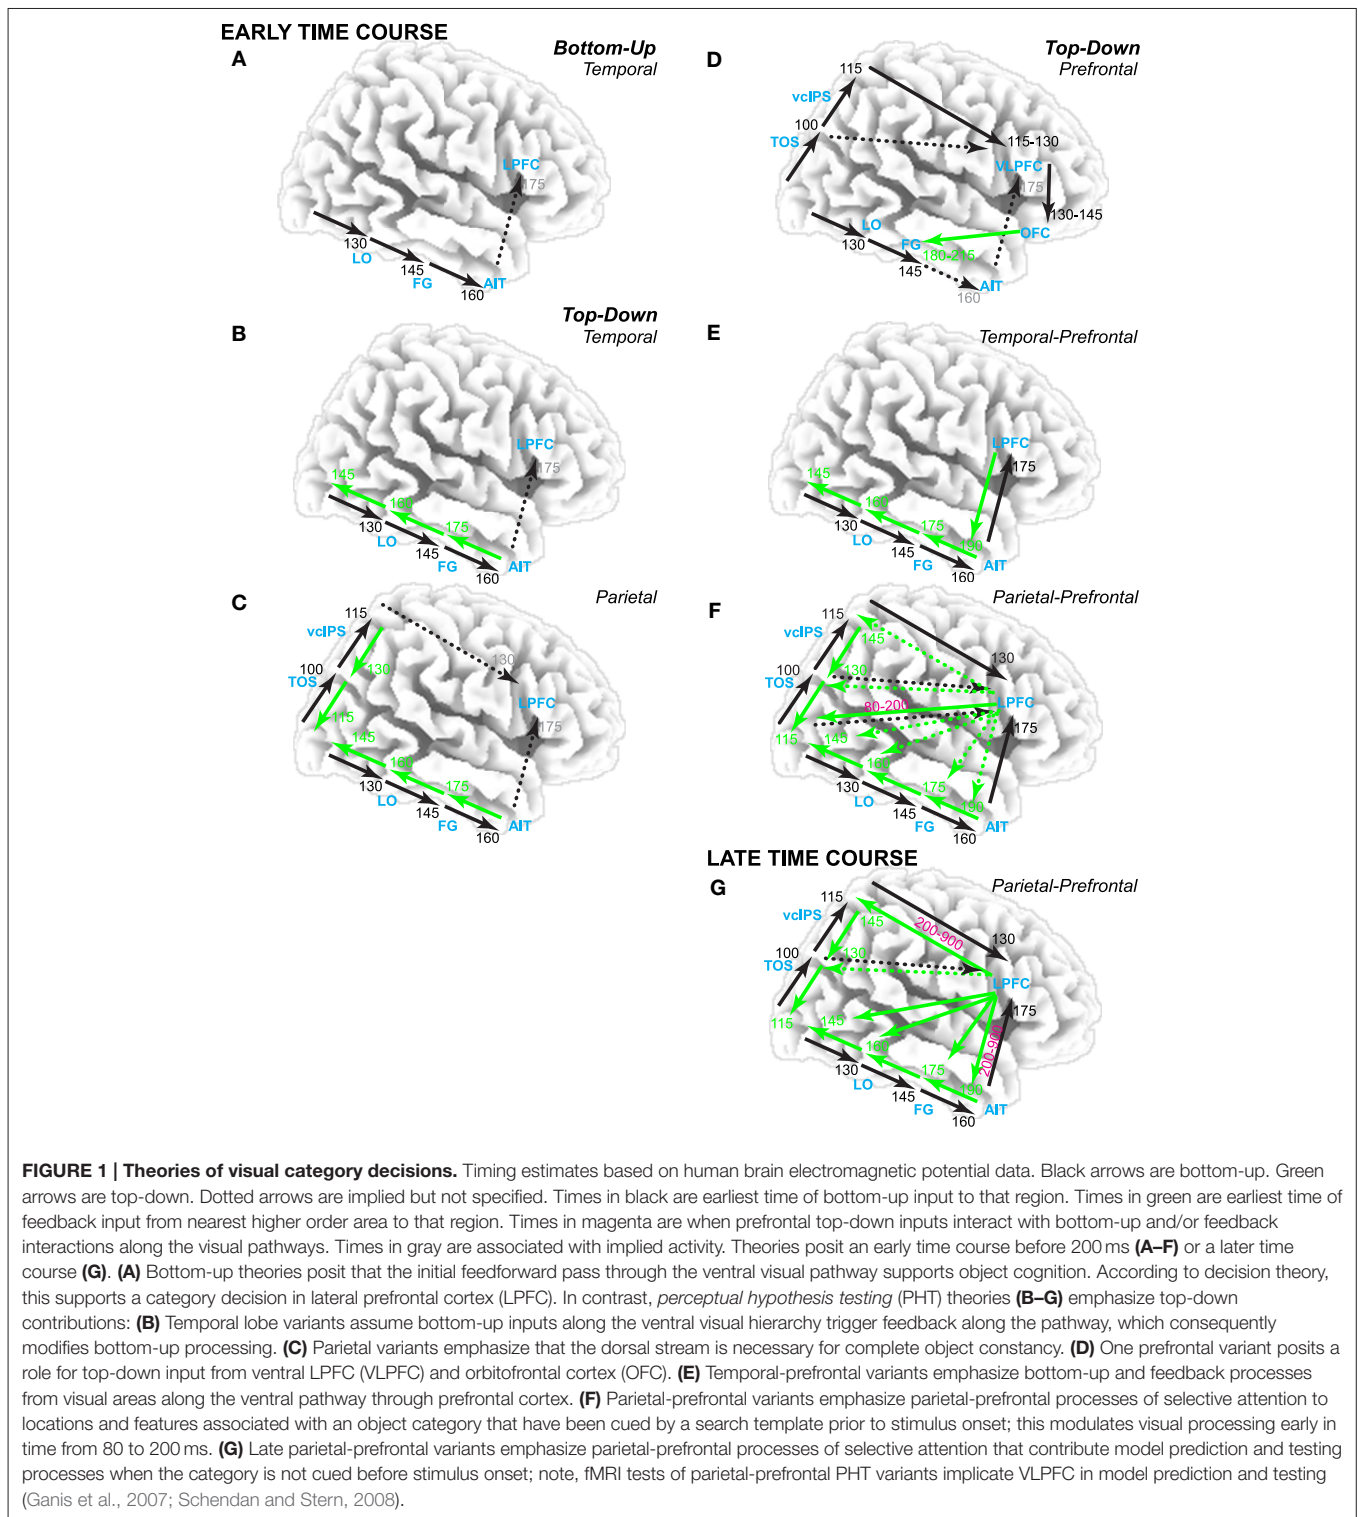 EARLY TIME COURSE
A
Bottom-Up
Temporal
LPFC
175
130
LO
145
FG
160
AIT
B
Top-Down
Temporal
LPFC
175
145
160
175
130
LO
145
FG
160
AIT
C
Parietal
115
vcIPS
130
100
TOS
130
LPFC
175
115
145
160
175
130
LO
145
FG
160
AIT
D
Top-Down
Prefrontal
115
vcIPS
100
TOS
115-130
VLPFC
175
130-145
OFC
LO
130
FG
180-215
145
AIT
160
E
Temporal-Prefrontal
LPFC
175
145
160
175
190
130
LO
145
FG
160
AIT
F
Parietal-Prefrontal
115
vcIPS
145
130
100
TOS
130
LPFC
80-200
175
115
145
160
175
190
130
LO
145
FG
160
AIT
LATE TIME COURSE
G
Parietal-Prefrontal
115
vcIPS
145
200-900
130
100
TOS
130
LPFC
175
115
145
160
175
190
200-900
130
LO
145
FG
160
AIT
FIGURE 1 | Theories of visual category decisions. Timing estimates based on human brain electromagnetic potential data. Black arrows are bottom-up. Green
arrows are top-down. Dotted arrows are implied but not specified. Times in black are earliest time of bottom-up input to that region. Times in green are earliest time of
feedback input from nearest higher order area to that region. Times in magenta are when prefrontal top-down inputs interact with bottom-up and/or feedback
interactions along the visual pathways. Times in gray are associated with implied activity. Theories posit an early time course before 200 ms (A–F) or a later time
course (G). (A) Bottom-up theories posit that the initial feedforward pass through the ventral visual pathway supports object cognition. According to decision theory,
this supports a category decision in lateral prefrontal cortex (LPFC). In contrast, perceptual hypothesis testing (PHT) theories (B–G) emphasize top-down
contributions: (B) Temporal lobe variants assume bottom-up inputs along the ventral visual hierarchy trigger feedback along the pathway, which consequently
modifies bottom-up processing. (C) Parietal variants emphasize that the dorsal stream is necessary for complete object constancy. (D) One prefrontal variant posits a
role for top-down input from ventral LPFC (VLPFC) and orbitofrontal cortex (OFC). (E) Temporal-prefrontal variants emphasize bottom-up and feedback processes
from visual areas along the ventral pathway through prefrontal cortex. (F) Parietal-prefrontal variants emphasize parietal-prefrontal processes of selective attention to
locations and features associated with an object category that have been cued by a search template prior to stimulus onset; this modulates visual processing early in
time from 80 to 200 ms. (G) Late parietal-prefrontal variants emphasize parietal-prefrontal processes of selective attention that contribute model prediction and testing
processes when the category is not cued before stimulus onset; note, fMRI tests of parietal-prefrontal PHT variants implicate VLPFC in model prediction and testing
(Ganis et al., 2007; Schendan and Stern, 2008).